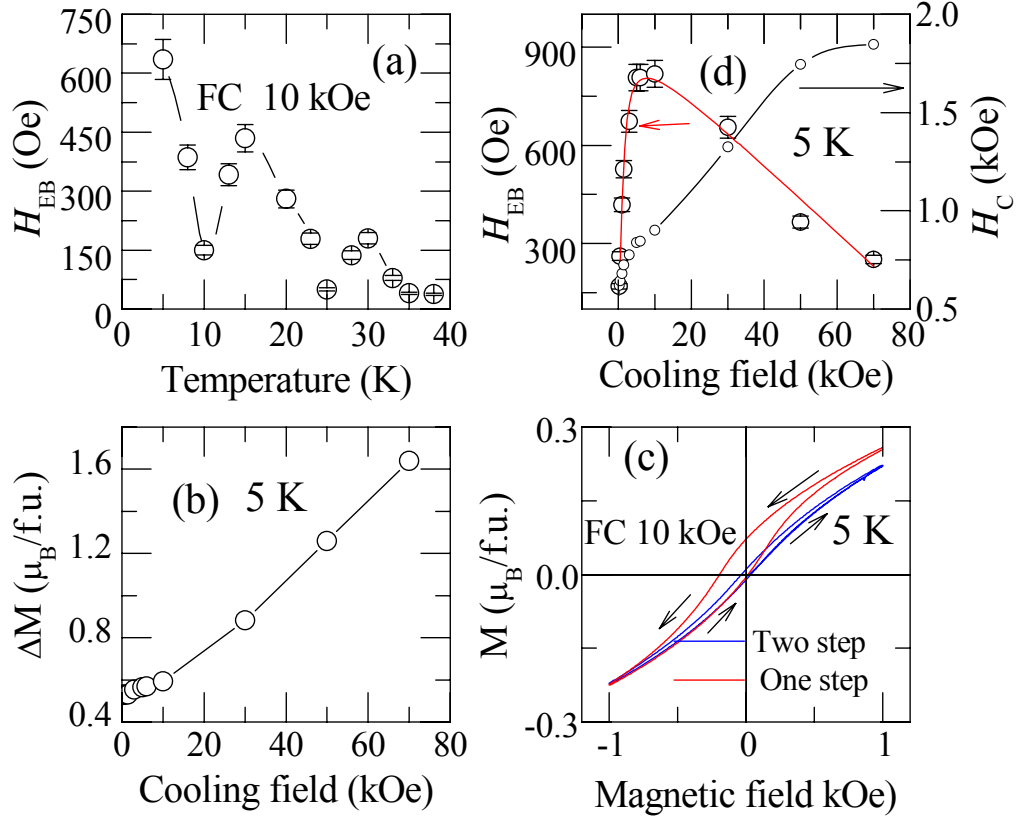 750
600
450
300
150
0
H_EB (Oe)
(a)
FC 10 kOe
0 10 20 30 40
Temperature (K)
900
600
300
H_EB (Oe)
(d)
5 K
2.0
1.5
1.0
0.5
H_C (kOe)
0 20 40 60 80
Cooling field (kOe)
1.6
1.2
0.8
0.4
ΔM (μ_B/f.u.)
(b) 5 K
0 20 40 60 80
Cooling field (kOe)
0.3
0.0
-0.3
M (μ_B/f.u.)
(c)
FC 10 kOe
5 K
Two step
One step
-1 0 1
Magnetic field kOe)